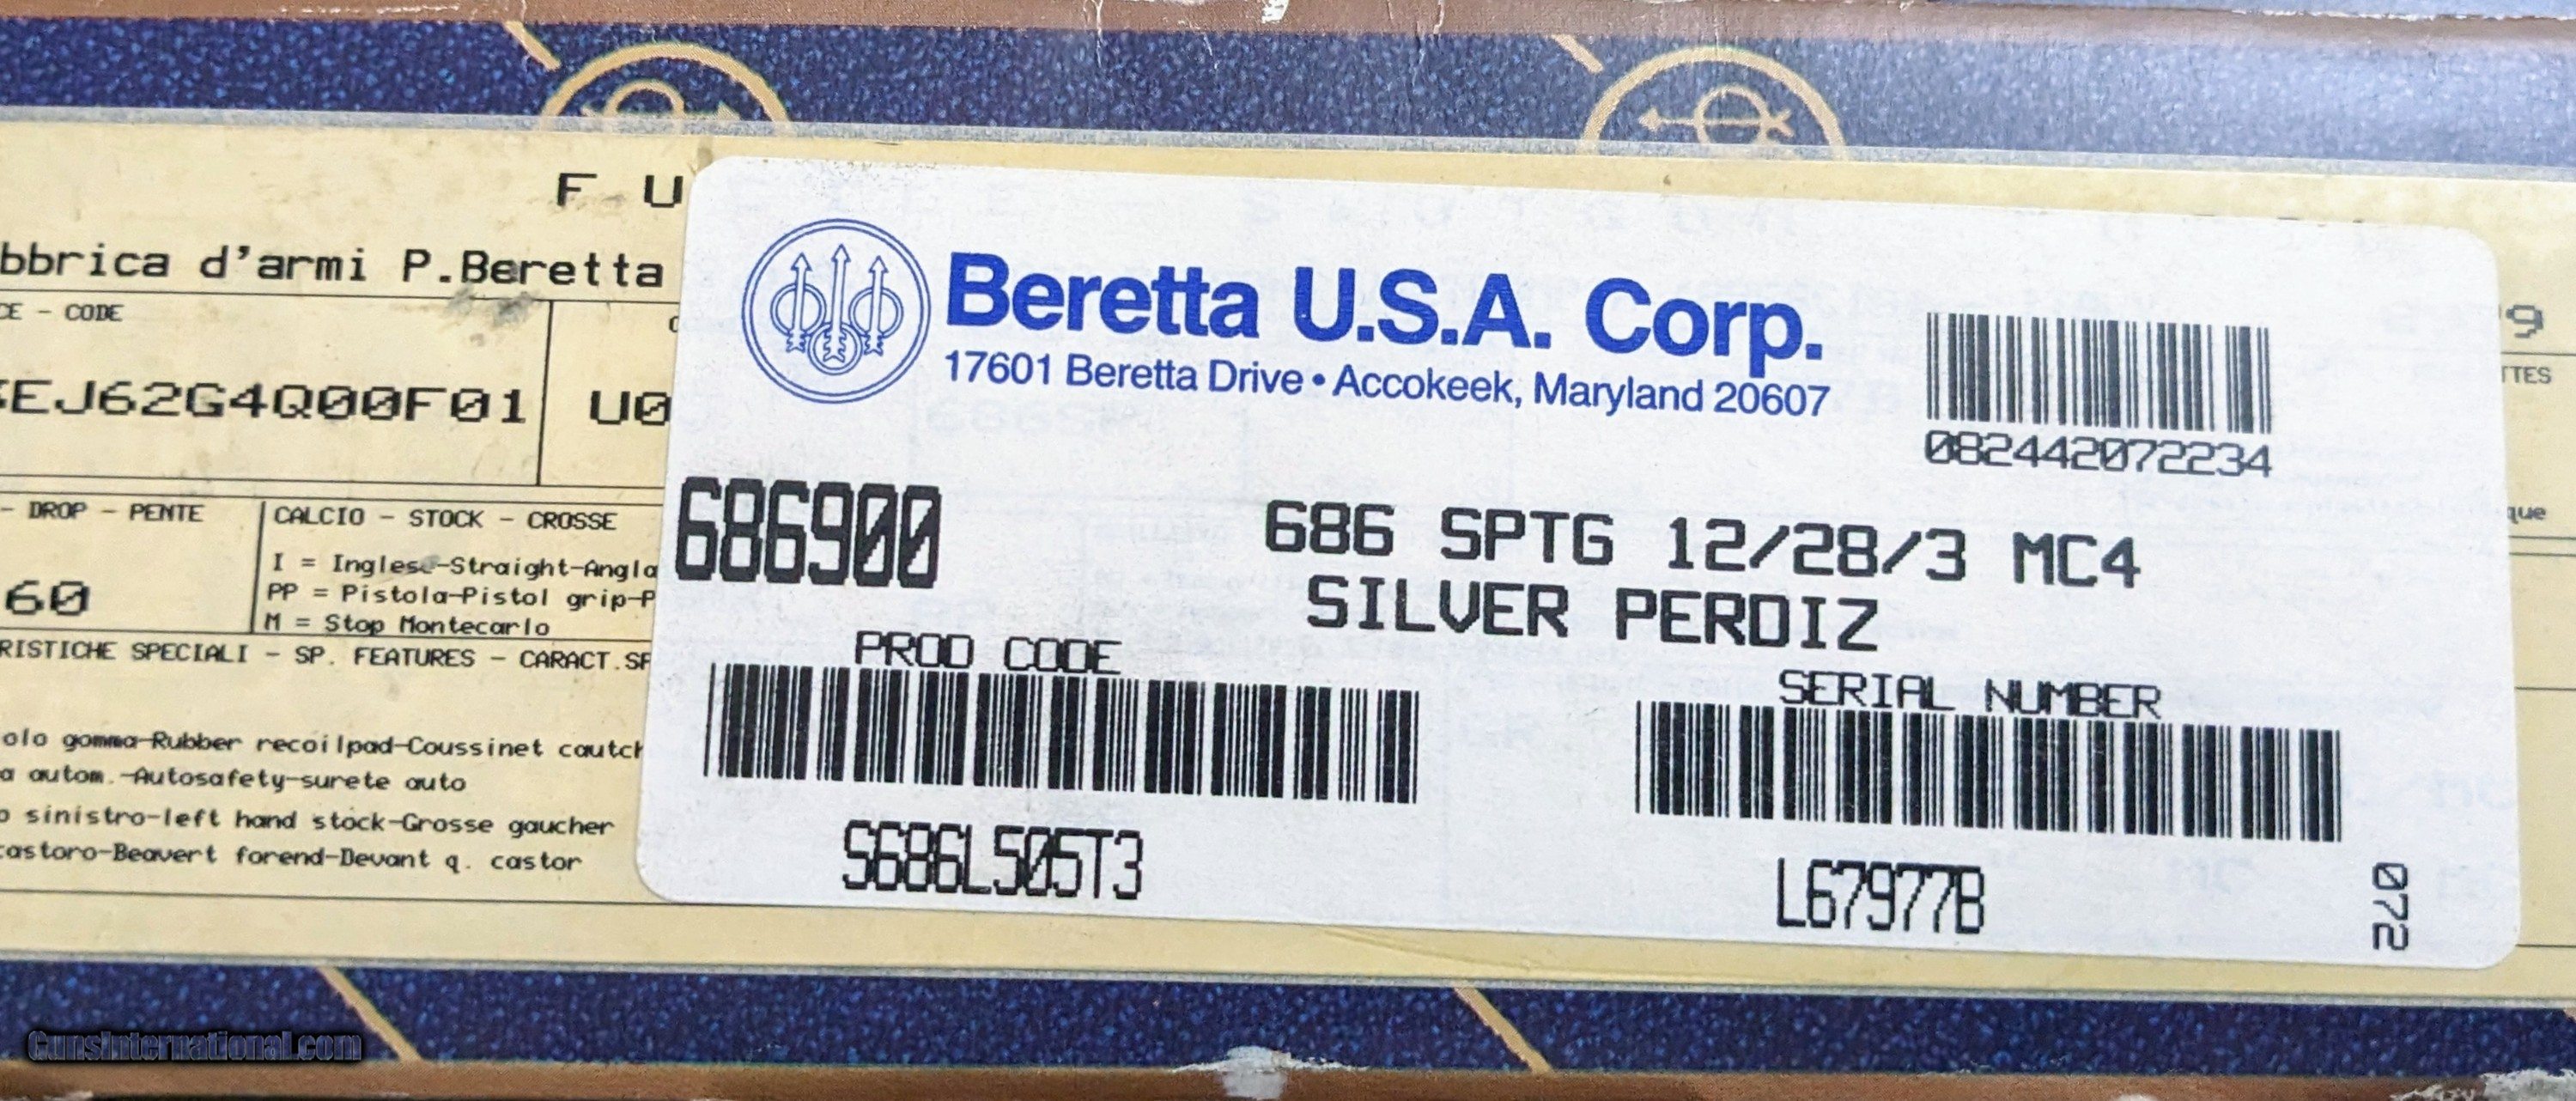 F U
bbrica d'armi P.Beretta
CE - CODE
EJ62G4Q00F01
U0
- DROP - PENTE
CALCIO - STOCK - CROSSE
I = Inglese-Straight-Angla
PP = Pistola-Pistol grip-P
M = Stop Montecarlo
60
RISTICHE SPECIALI - SP. FEATURES - CARACT.SP
olo gomma-Rubber recoilpad-Coussinet cautch
a autom.-Autosafety-surete auto
o sinistro-left hand stock-Grosse gaucher
castoro-Beavert forend-Devant q. castor
Beretta U.S.A. Corp.
17601 Beretta Drive • Accokeek, Maryland 20607
082442072234
686900
686 SPTG 12/28/3 MC4
SILVER PERDIZ
PROD CODE
S686L505T3
SERIAL NUMBER
L67977B
072
9
TTES
que
GunsInternational.com